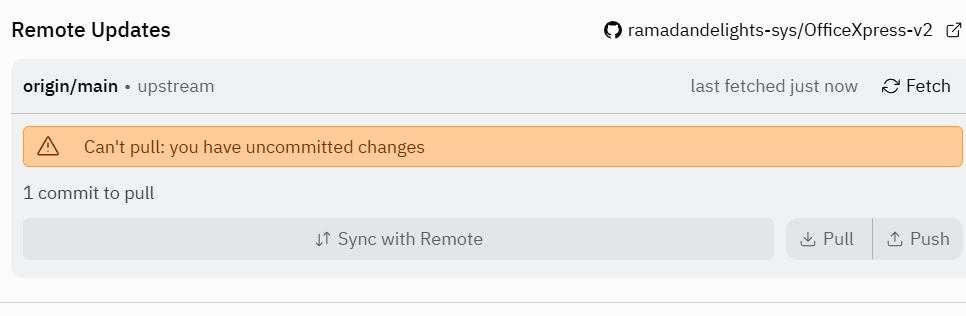 Remote Updates ramadandelights-sys/OfficeXpress-v2
origin/main • upstream last fetched just now Fetch
Can't pull: you have uncommitted changes
1 commit to pull
Sync with Remote Pull Push